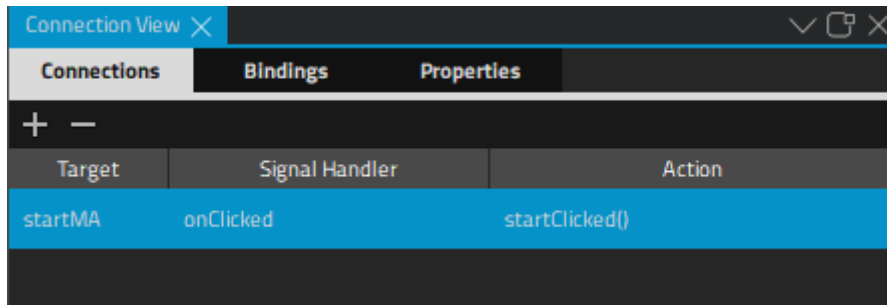 Connection View
Connections Bindings Properties
Target Signal Handler Action
startMA onClicked startClicked()